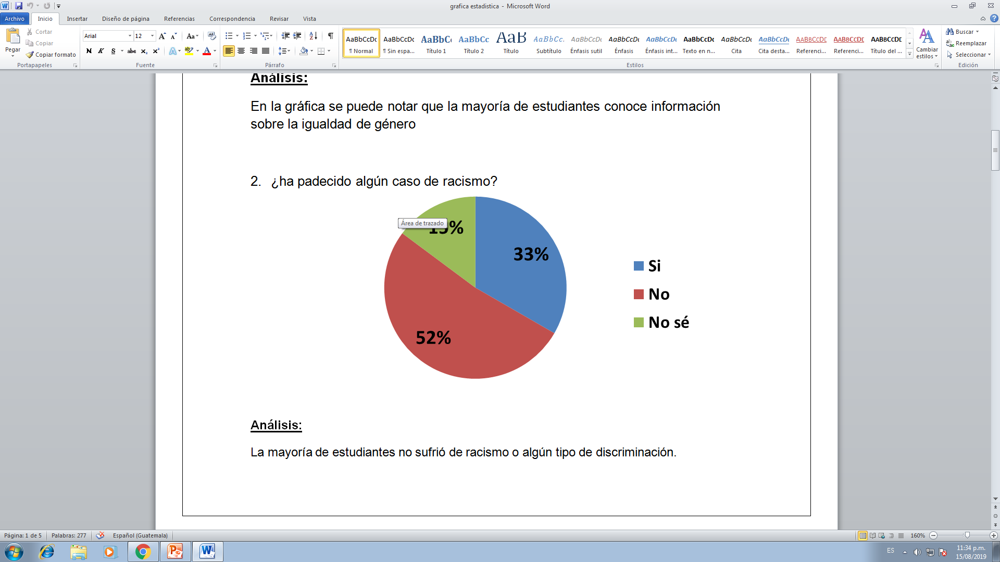 grafica estadistica - Microsoft Word
Archivo Inicio Insertar Diseño de página Referencias Correspondencia Revisar Vista
Pegar
Cortar
Copiar
Copiar formato
Portapapeles
Arial 12
N K S abc x₂ x²
Fuente
Párrafo
AaBbCcDc AaBbCcDc AaBbC AaBbCc AaB AaBbCc. AaBbCcDc AaBbCcDc AaBbCcDc AaBbCcDc AaBbCcDc AaBbCcDc AABBCCDE AABBCCDE AABBCCDE
¶ Normal ¶ Sin espa... Título 1 Título 2 Título Subtítulo Énfasis sutil Énfasis Énfasis int... Texto en n... Cita Cita desta... Referenci... Referenci... Título del ...
Estilos
Cambiar
estilos
Buscar
Reemplazar
Seleccionar
Edición
Análisis:
En la gráfica se puede notar que la mayoría de estudiantes conoce información
sobre la igualdad de género
2. ¿ha padecido algún caso de racismo?
Área de trazado
15%
33%
52%
Si
No
No sé
Análisis:
La mayoría de estudiantes no sufrió de racismo o algún tipo de discriminación.
Página: 1 de 5 Palabras: 277 Español (Guatemala) 160%
ES
11:34 p.m.
15/08/2019